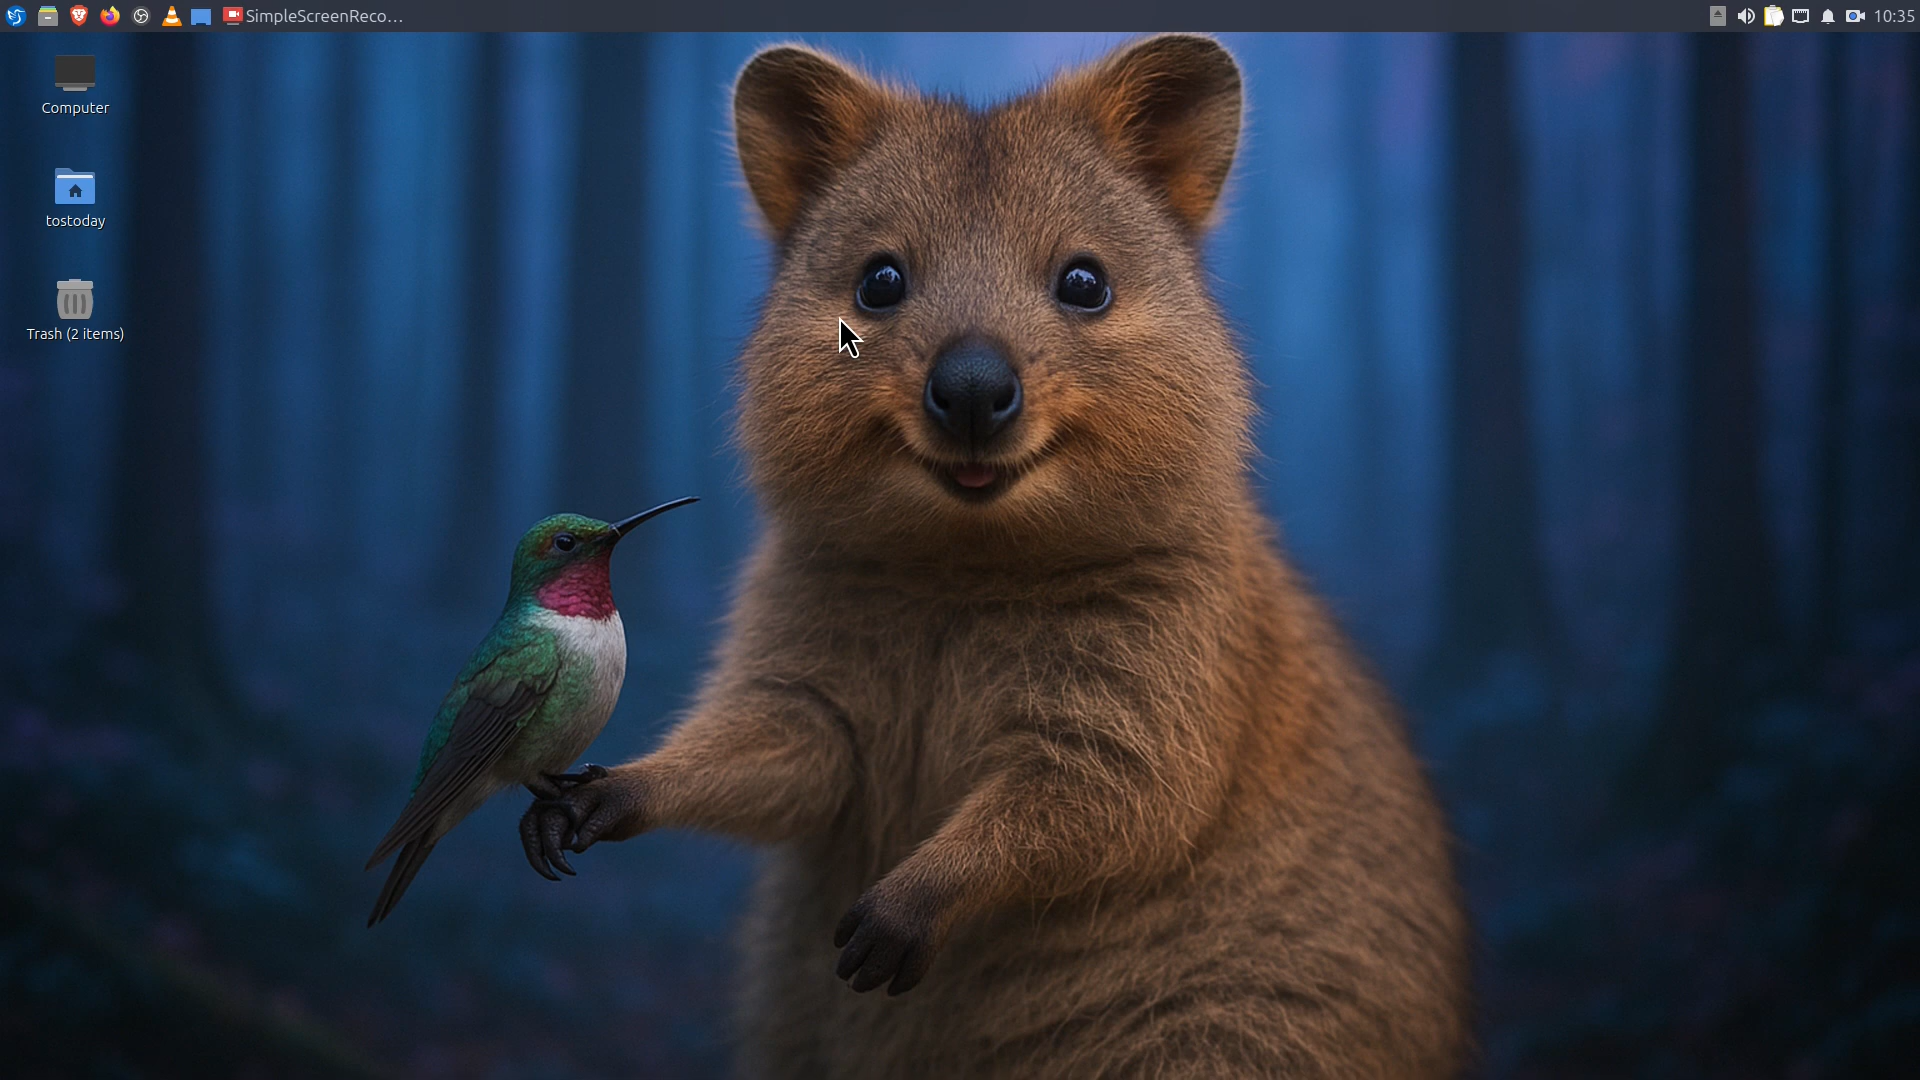 SimpleScreenReco…
10:35
Computer
tostoday
Trash (2 items)